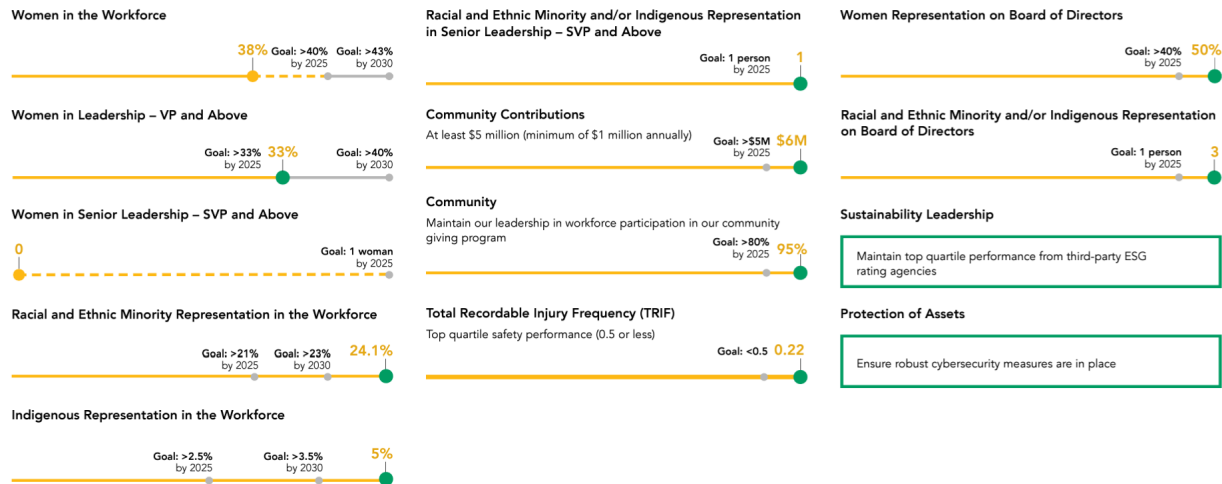 Women in the Workforce
38% Goal: >40% Goal: >43%
by 2025 by 2030
Women in Leadership – VP and Above
Goal: >33% 33% Goal: >40%
by 2025 by 2030
Women in Senior Leadership – SVP and Above
0 Goal: 1 woman
by 2025
Racial and Ethnic Minority Representation in the Workforce
Goal: >21% Goal: >23% 24.1%
by 2025 by 2030
Indigenous Representation in the Workforce
Goal: >2.5% Goal: >3.5% 5%
by 2025 by 2030
Racial and Ethnic Minority and/or Indigenous Representation
in Senior Leadership – SVP and Above
Goal: 1 person 1
by 2025
Community Contributions
At least $5 million (minimum of $1 million annually)
Goal: >$5M $6M
by 2025
Community
Maintain our leadership in workforce participation in our community
giving program
Goal: >80% 95%
by 2025
Total Recordable Injury Frequency (TRIF)
Top quartile safety performance (0.5 or less)
Goal: <0.5 0.22
Women Representation on Board of Directors
Goal: >40% 50%
by 2025
Racial and Ethnic Minority and/or Indigenous Representation
on Board of Directors
Goal: 1 person 3
by 2025
Sustainability Leadership
Maintain top quartile performance from third-party ESG
rating agencies
Protection of Assets
Ensure robust cybersecurity measures are in place